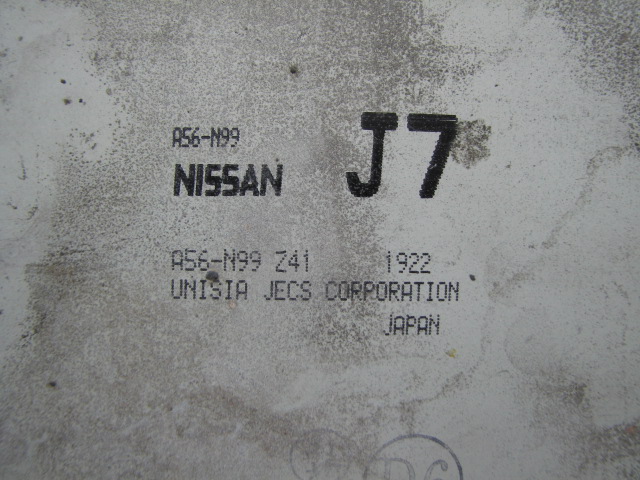 A56-N99
NISSAN J7
A56-N99 Z41 1922
UNISIA JECS CORPORATION
JAPAN